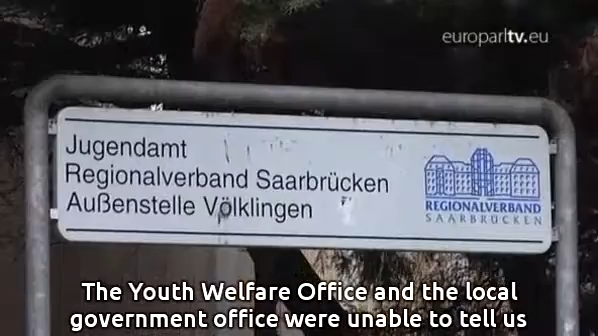 europarltv.eu
Jugendamt
Regionalverband Saarbrücken
Außenstelle Völklingen
REGIONALVERBAND
SAARBRÜCKEN
The Youth Welfare Office and the local
government office were unable to tell us